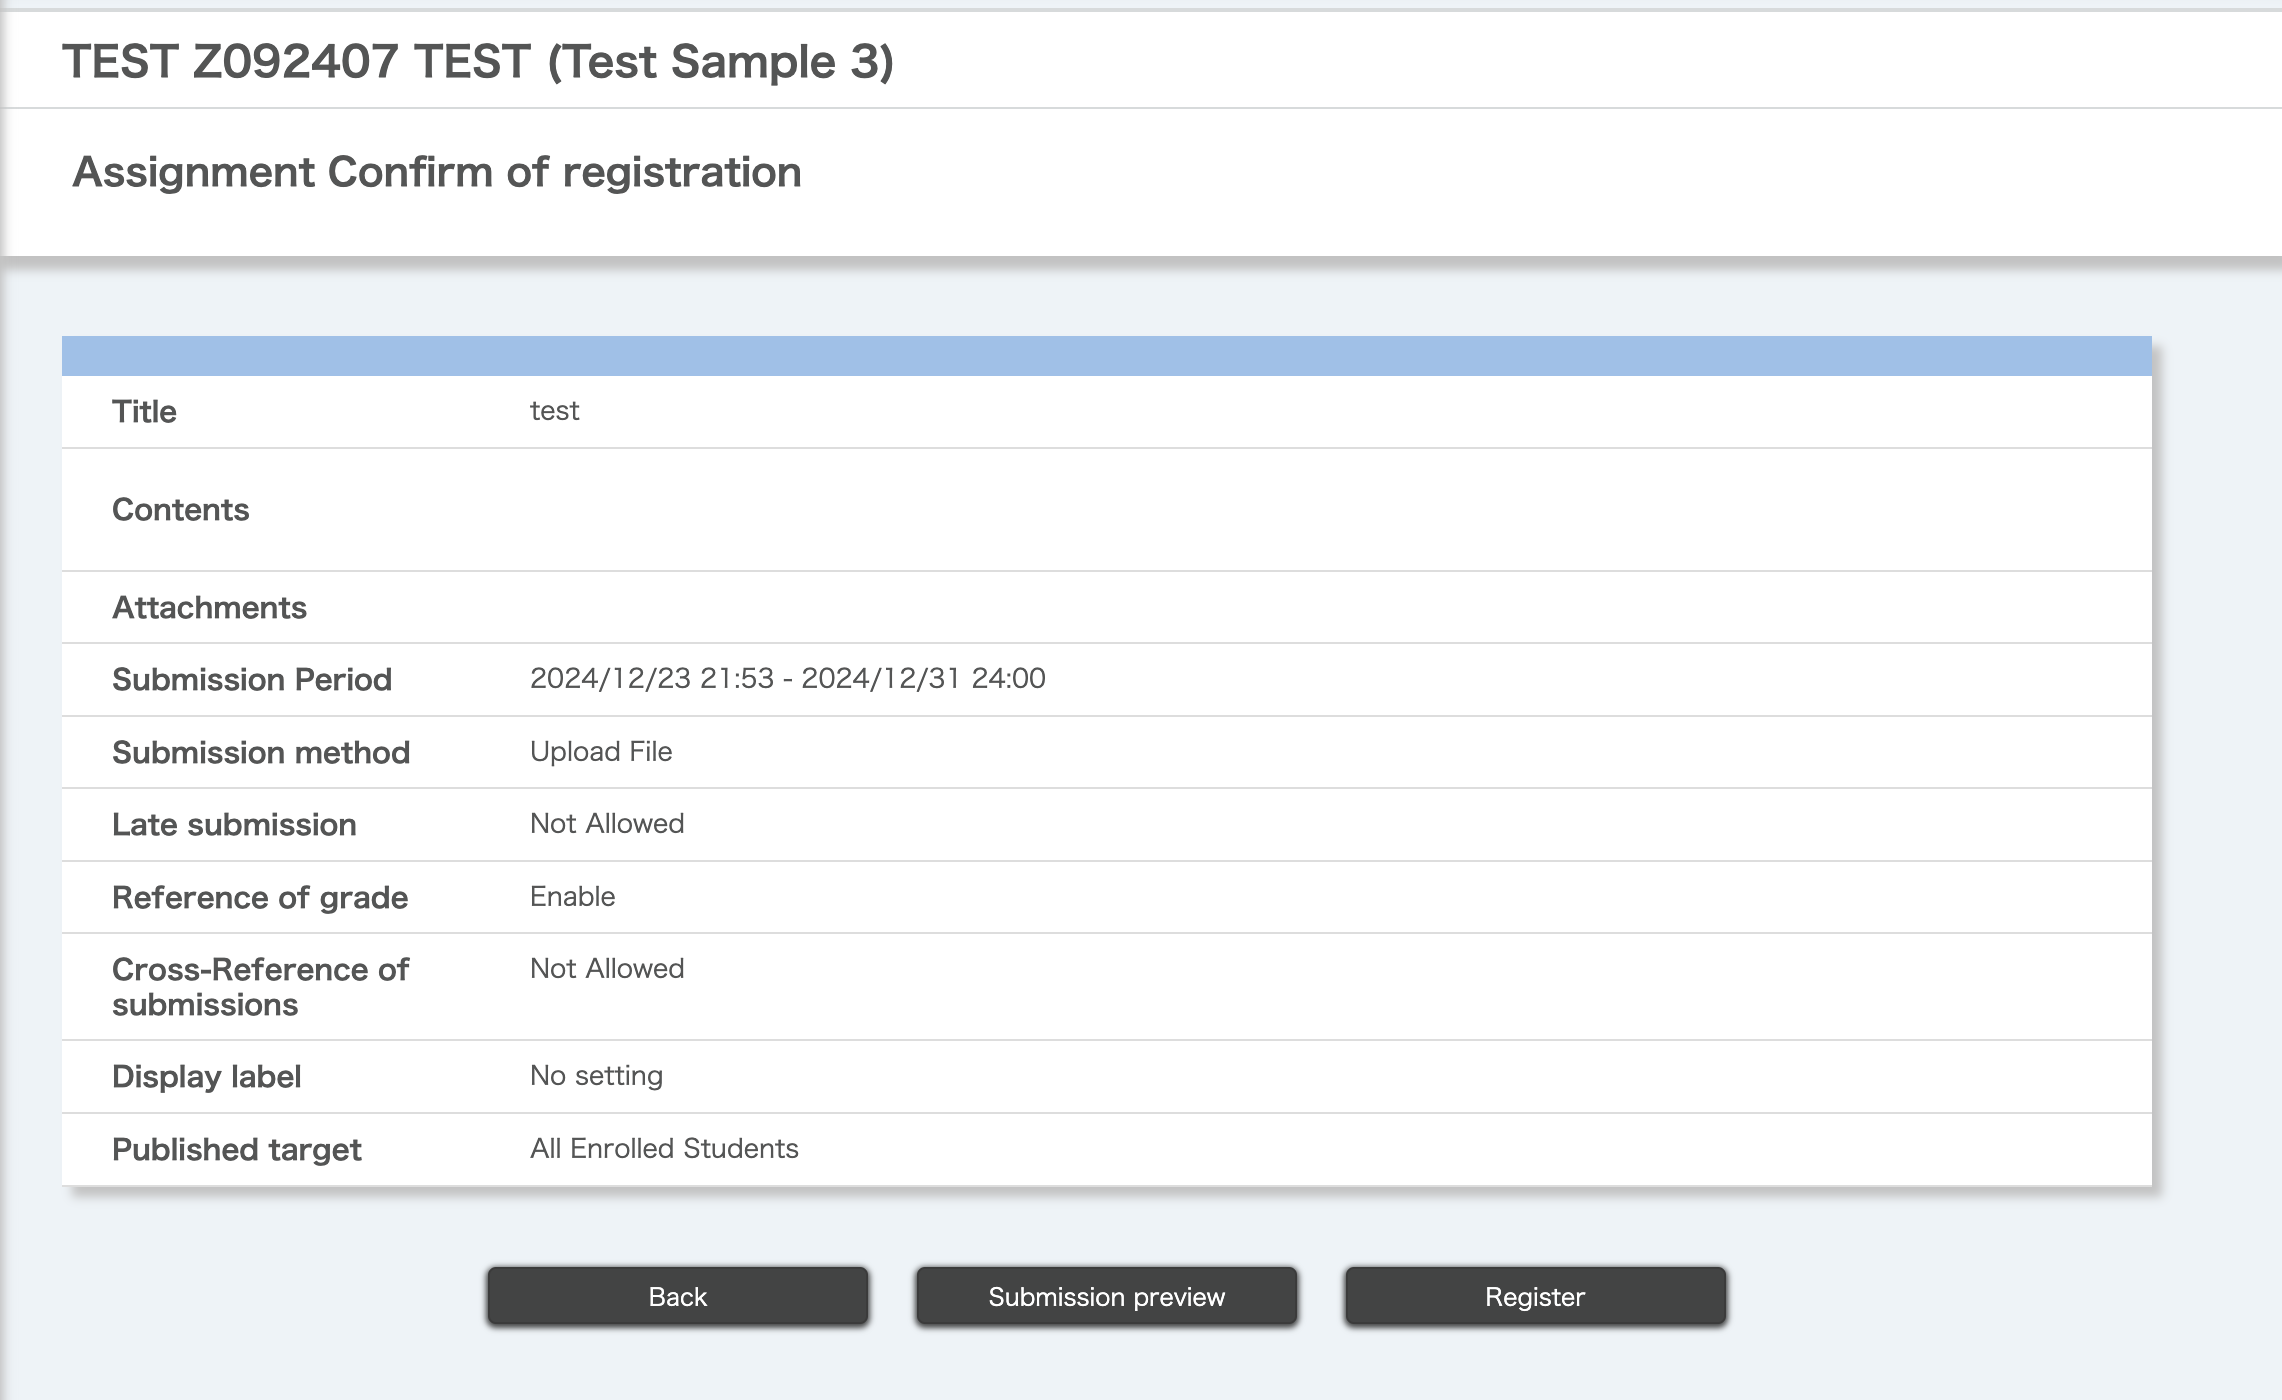 TEST Z092407 TEST (Test Sample 3)
Assignment Confirm of registration
Title test
Contents
Attachments
Submission Period 2024/12/23 21:53 - 2024/12/31 24:00
Submission method Upload File
Late submission Not Allowed
Reference of grade Enable
Cross-Reference of Not Allowed
submissions
Display label No setting
Published target All Enrolled Students
Back Submission preview Register